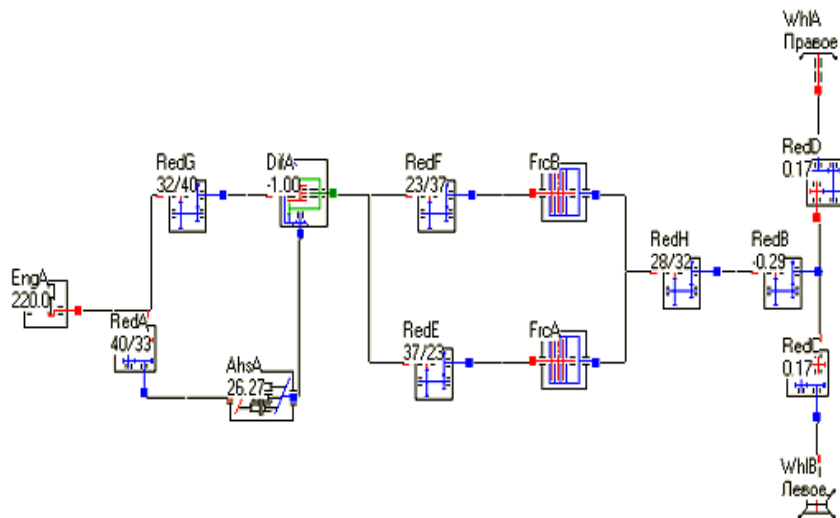 WhlA
Правое
RedG
32/40
DifA
-1.00
RedF
23/37
FrcB
RedD
0.17
RedH
28/32
RedB
-0.29
EngA
220.0
RedA
40/33
AhsA
26.27
RedE
37/23
FrcA
RedC
0.17
WhlB
Левое